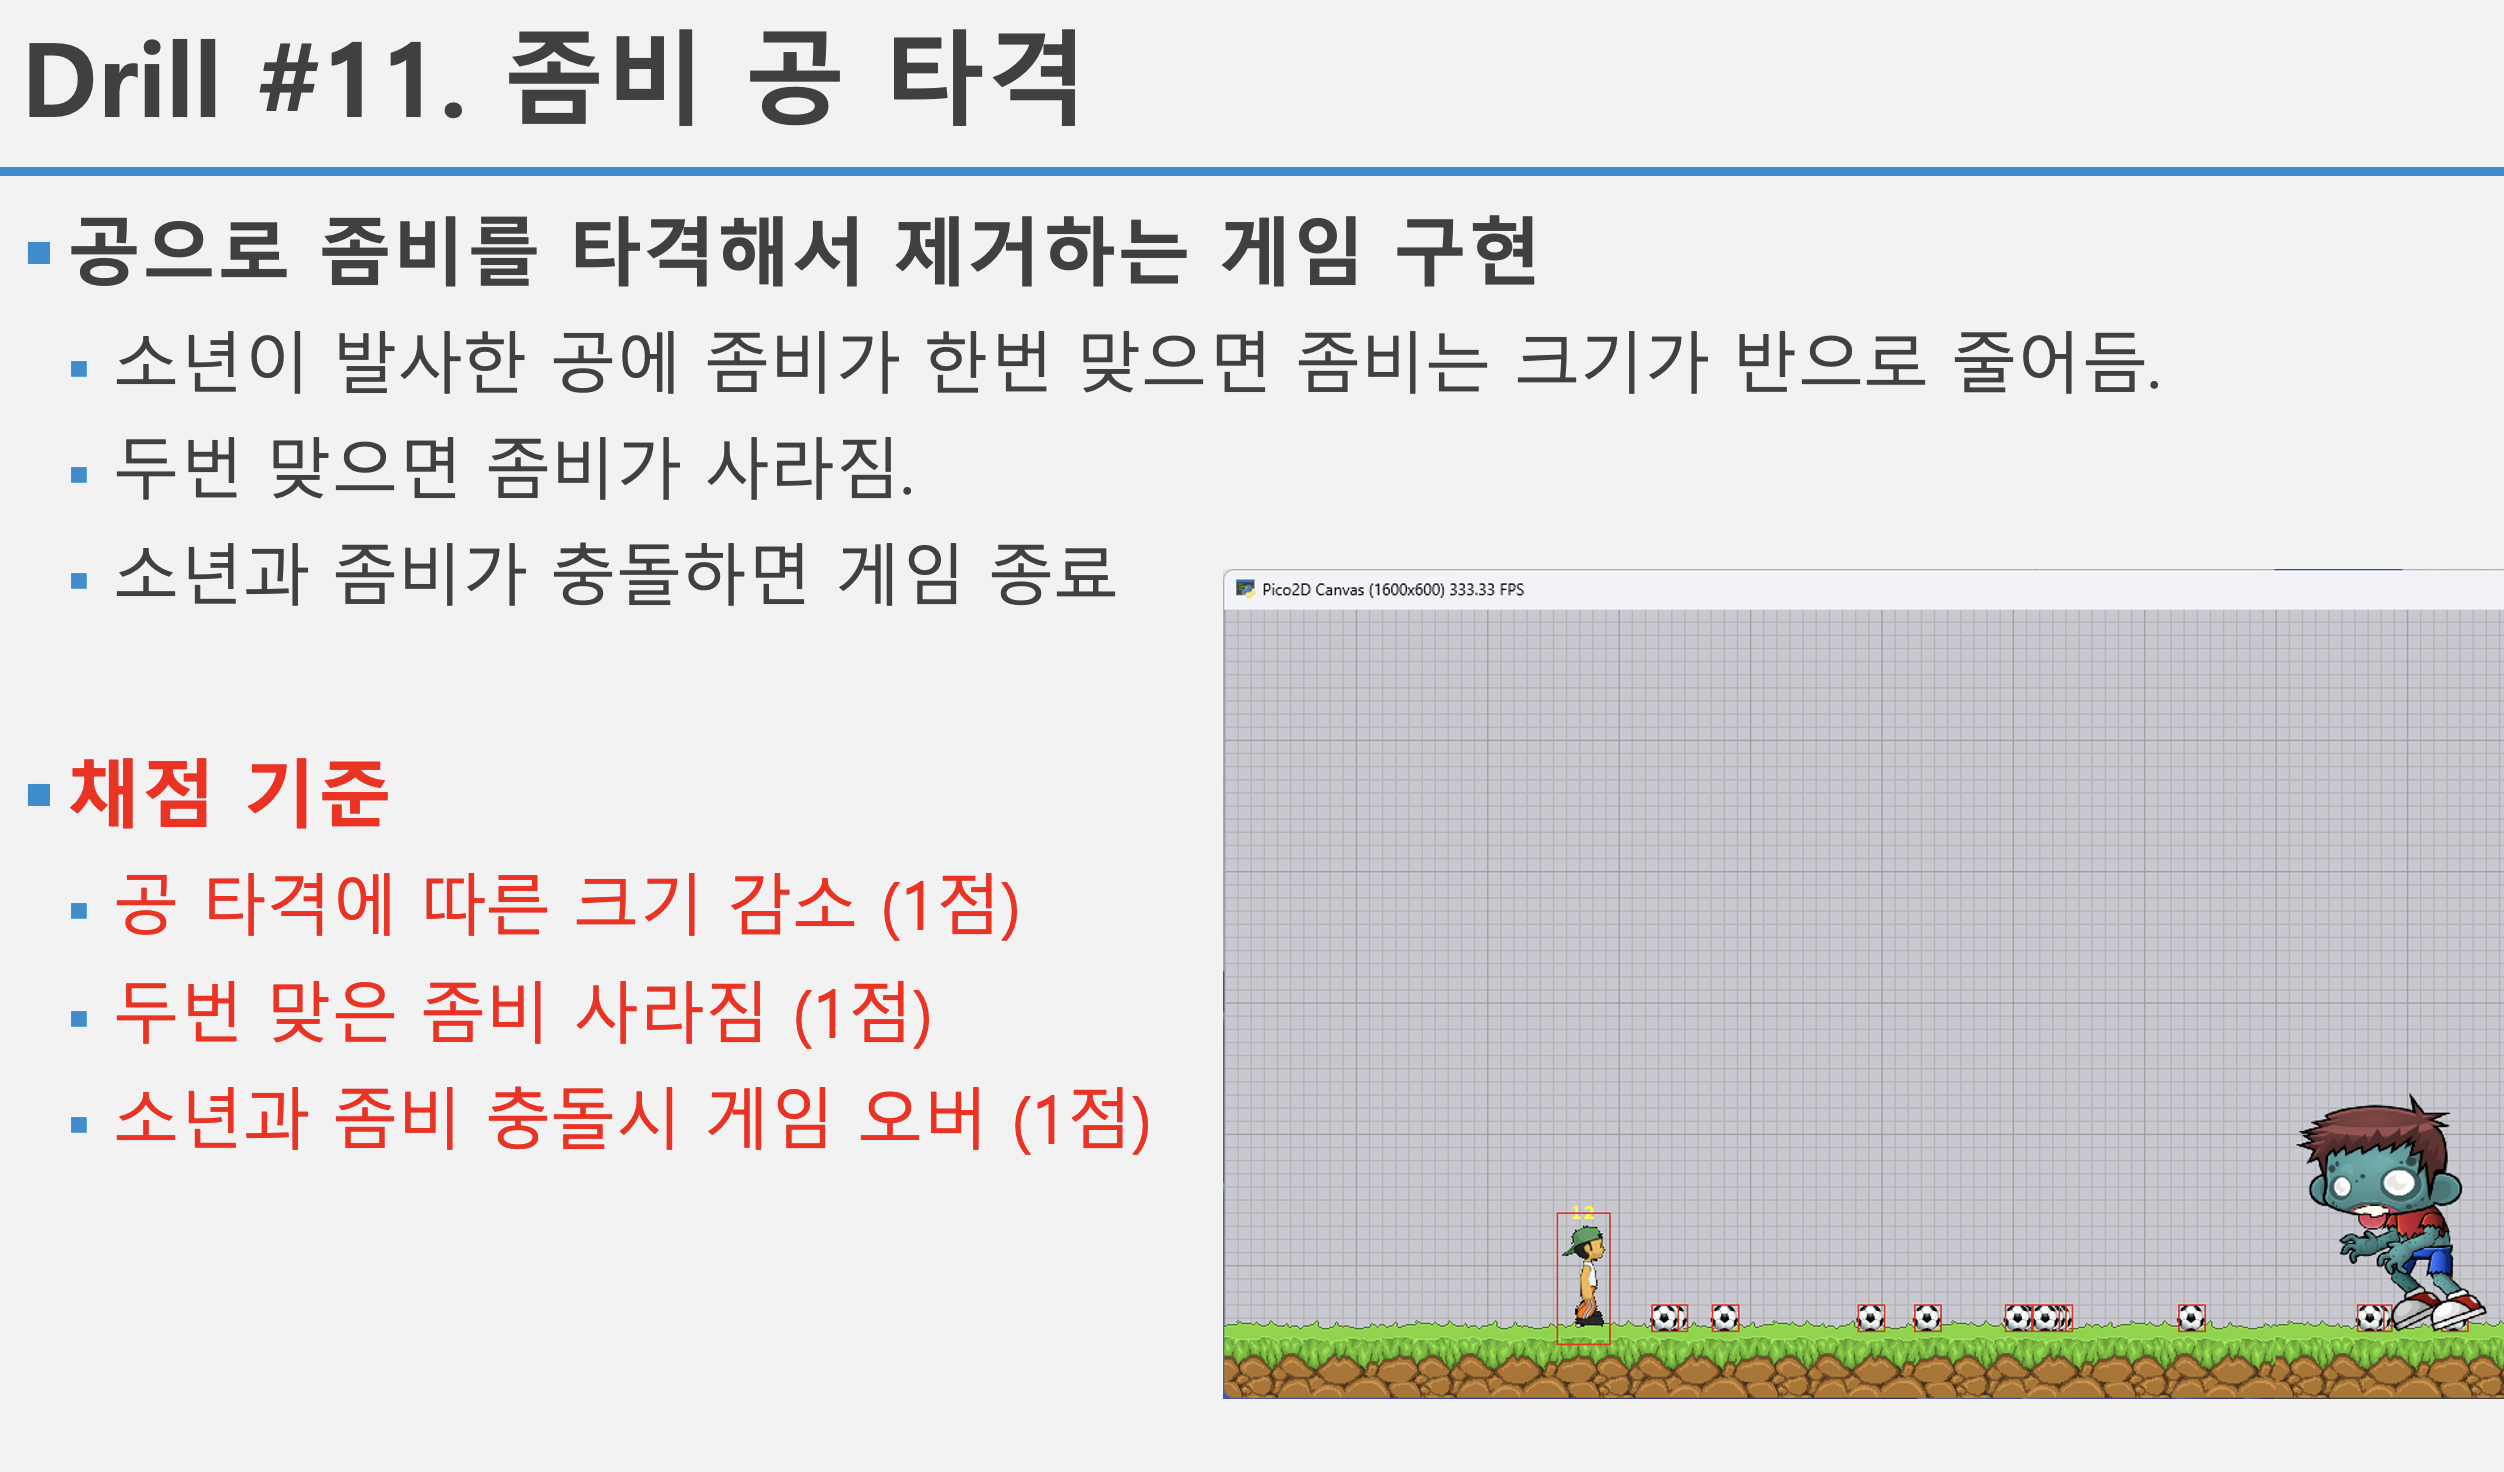 Drill #11. 좀비 공 타격
공으로 좀비를 타격해서 제거하는 게임 구현
소년이 발사한 공에 좀비가 한번 맞으면 좀비는 크기가 반으로 줄어듬.
두번 맞으면 좀비가 사라짐.
소년과 좀비가 충돌하면 게임 종료
채점 기준
공 타격에 따른 크기 감소 (1점)
두번 맞은 좀비 사라짐 (1점)
소년과 좀비 충돌시 게임 오버 (1점)
Pico2D Canvas (1600x600) 333.33 FPS
12